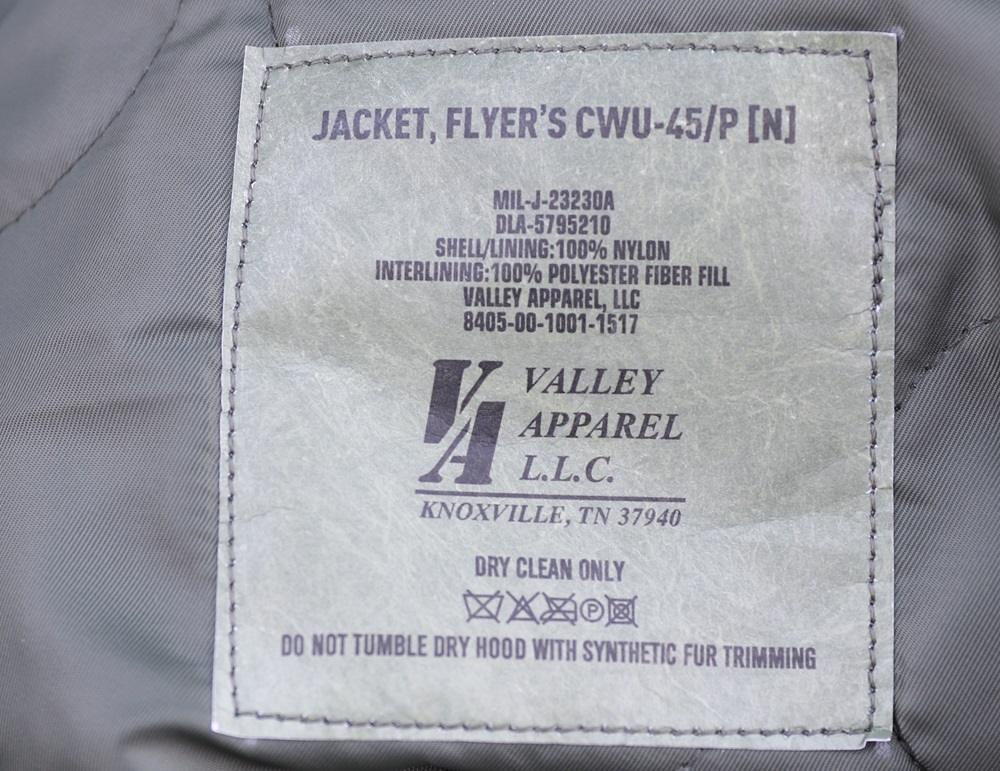 JACKET, FLYER'S CWU-45/P [N]
MIL-J-23230A
DLA-5795210
SHELL/LINING:100% NYLON
INTERLINING:100% POLYESTER FIBER FILL
VALLEY APPAREL, LLC
8405-00-1001-1517
VA
VALLEY
APPAREL
L.L.C.
KNOXVILLE, TN 37940
DRY CLEAN ONLY
P
DO NOT TUMBLE DRY HOOD WITH SYNTHETIC FUR TRIMMING